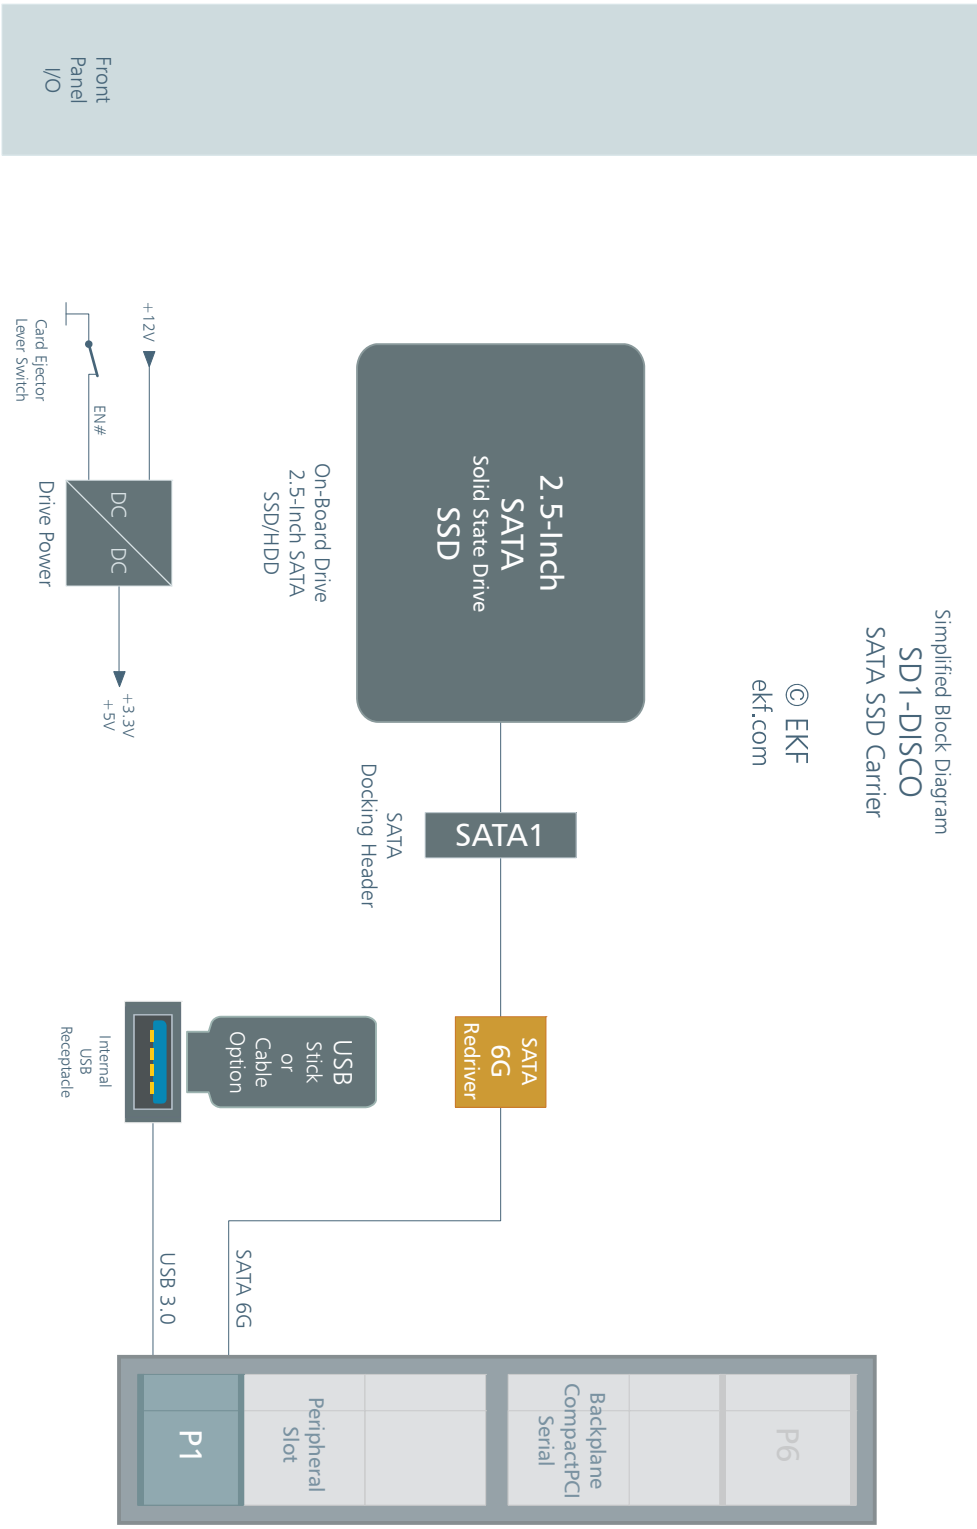 Simplified Block Diagram
SD1-DISCO
SATA SSD Carrier
© EKF
ekf.com
Front
Panel
I/O
2.5-Inch
SATA
Solid State Drive
SSD
On-Board Drive
2.5-Inch SATA
SSD/HDD
SATA1
SATA
Docking Header
SATA
6G
Redriver
USB
Stick
or
Cable
Option
Internal
USB
Receptacle
SATA 6G
USB 3.0
+12V
EN#
Card Ejector
Lever Switch
DC
DC
Drive Power
+3.3V
+5V
P6
Backplane
CompactPCI
Serial
Peripheral
Slot
P1